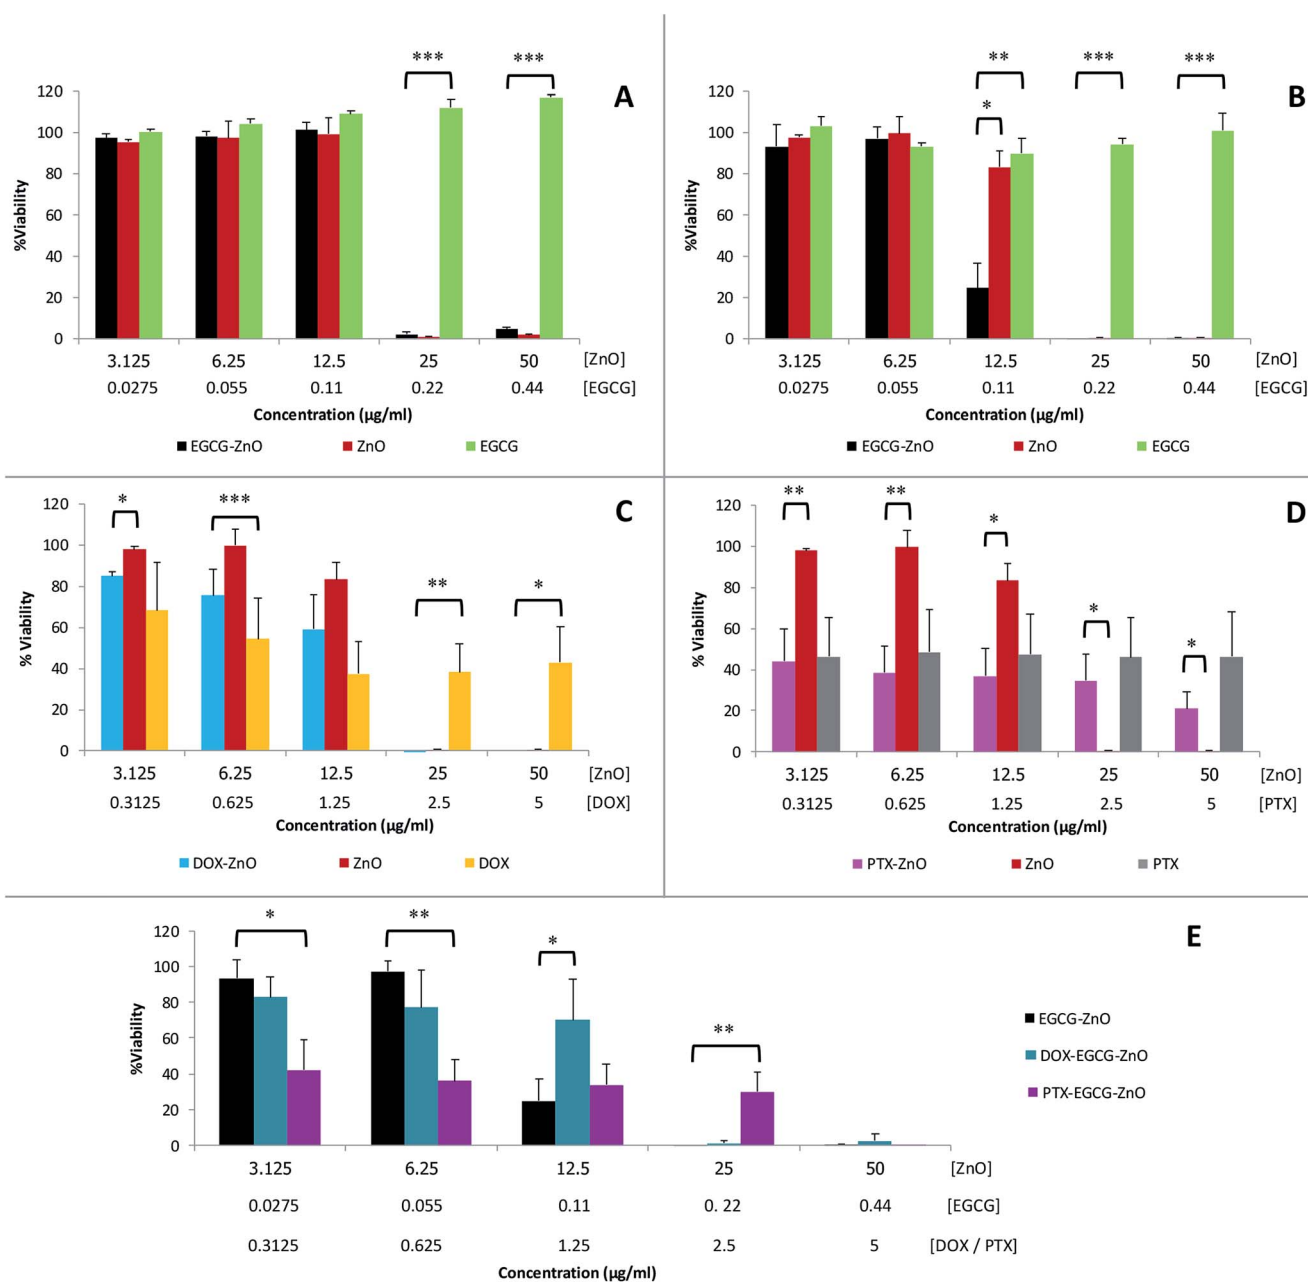 *** ***
120 A
100
80
60
40
20
0
%Viability
3.125 6.25 12.5 25 50 [ZnO]
0.0275 0.055 0.11 0.22 0.44 [EGCG]
Concentration (µg/ml)
EGCG-ZnO ZnO EGCG
** *** ***
*
120 B
100
80
60
40
20
0
%Viability
3.125 6.25 12.5 25 50 [ZnO]
0.0275 0.055 0.11 0.22 0.44 [EGCG]
Concentration (µg/ml)
EGCG-ZnO ZnO EGCG
* *** ** *
120 C
100
80
60
40
20
0
% Viability
3.125 6.25 12.5 25 50 [ZnO]
0.3125 0.625 1.25 2.5 5 [DOX]
Concentration (µg/ml)
DOX-ZnO ZnO DOX
** ** * * *
120 D
100
80
60
40
20
0
% Viability
3.125 6.25 12.5 25 50 [ZnO]
0.3125 0.625 1.25 2.5 5 [PTX]
Concentration (µg/ml)
PTX-ZnO ZnO PTX
* ** * **
120 E
100
80
60
40
20
0
%Viability
EGCG-ZnO
DOX-EGCG-ZnO
PTX-EGCG-ZnO
3.125 6.25 12.5 25 50 [ZnO]
0.0275 0.055 0.11 0. 22 0.44 [EGCG]
0.3125 0.625 1.25 2.5 5 [DOX / PTX]
Concentration (µg/ml)